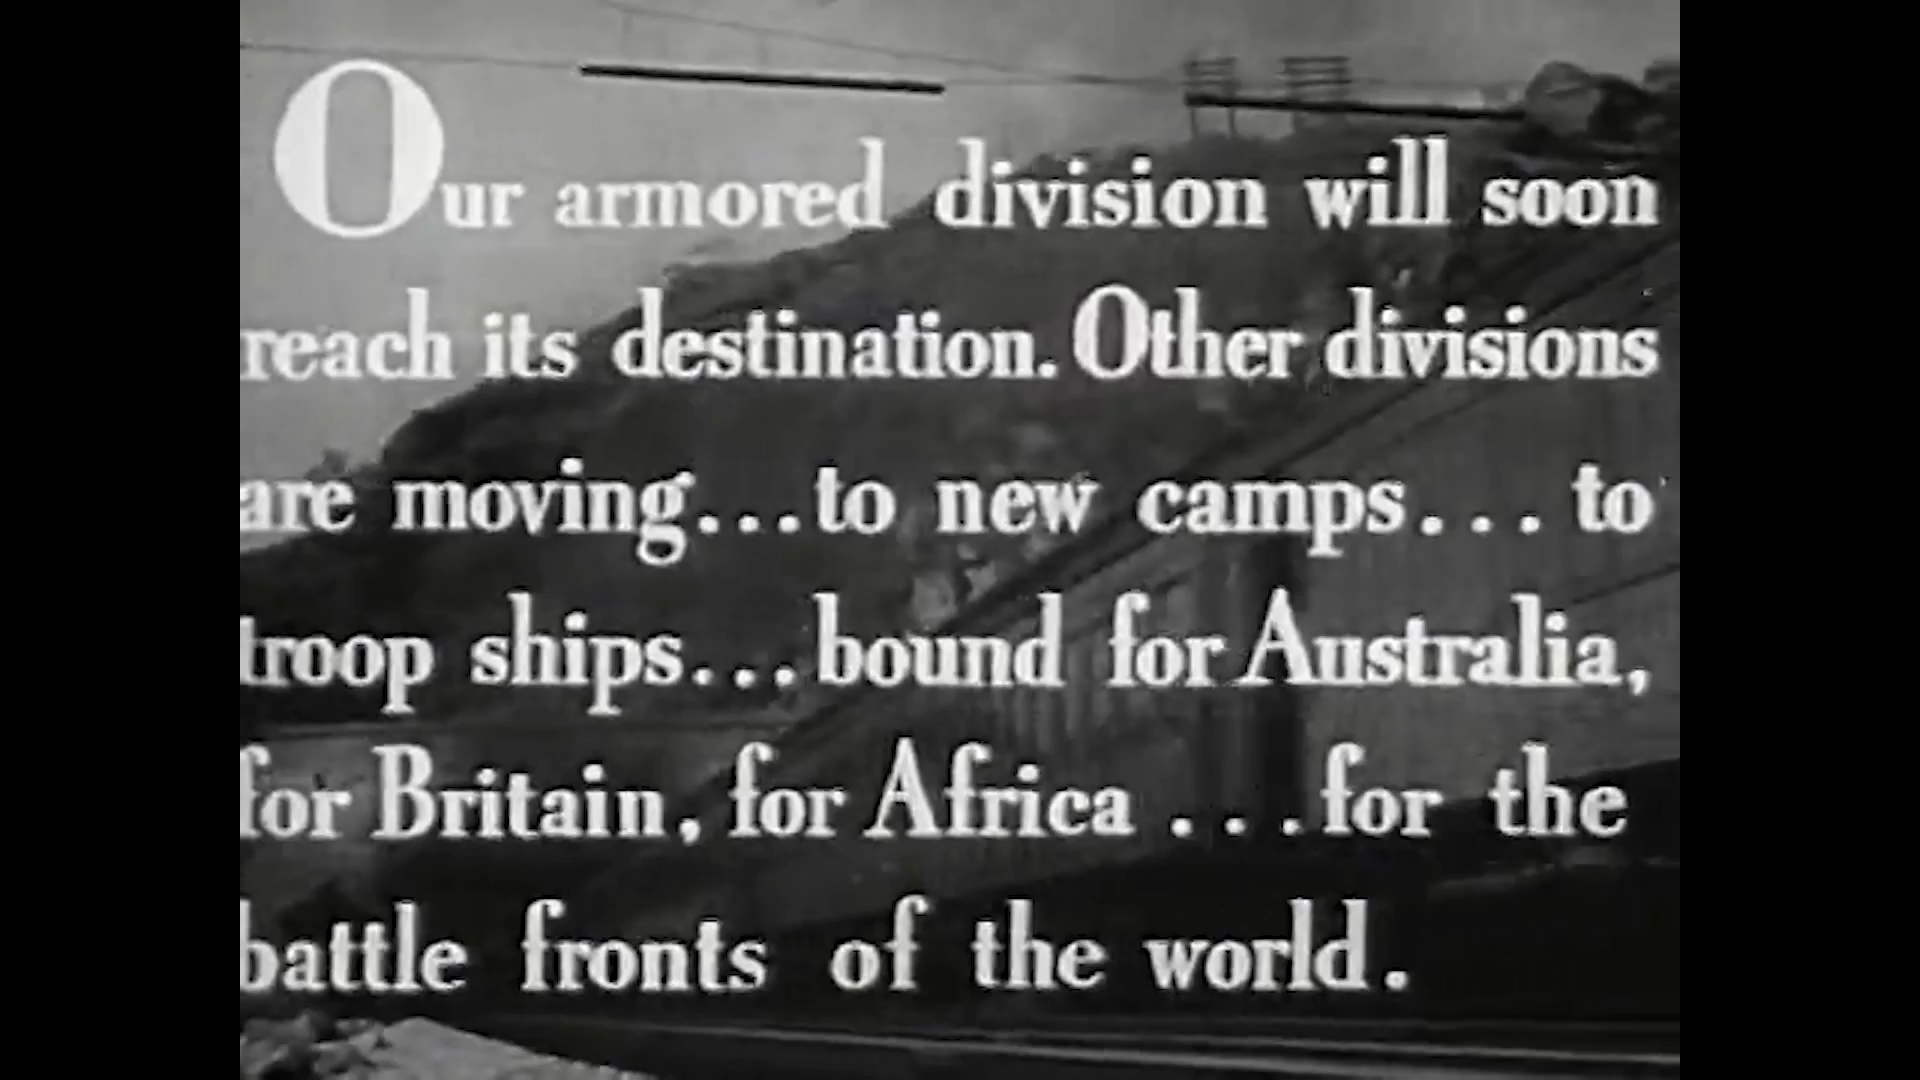 Our armored division will soon
reach its destination. Other divisions
are moving...to new camps... to
troop ships... bound for Australia,
for Britain, for Africa ... for the
battle fronts of the world.